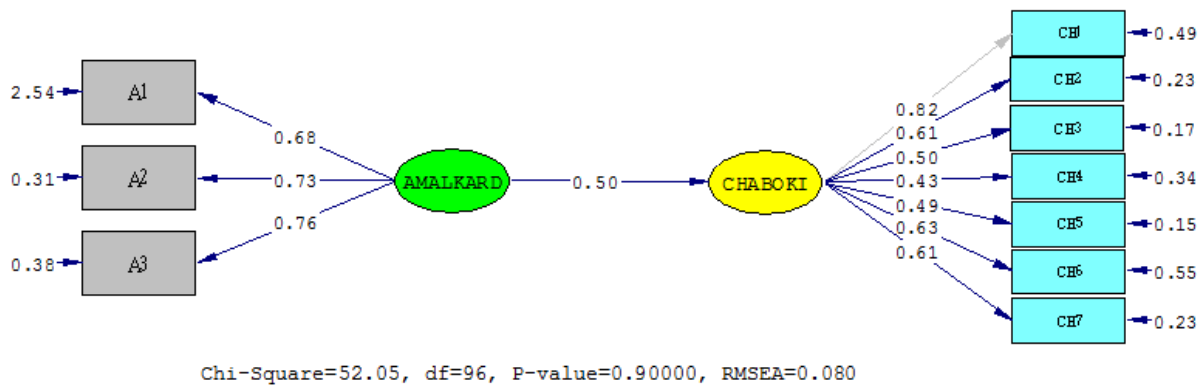 2.54
A1
0.31
A2
0.38
A3
0.68
0.73
0.76
AMALKARD
0.50
CHABOKI
0.82
0.61
0.50
0.43
0.49
0.63
0.61
CH1
0.49
CH2
0.23
CH3
0.17
CH4
0.34
CH5
0.15
CH6
0.55
CH7
0.23
Chi-Square=52.05, df=96, P-value=0.90000, RMSEA=0.080